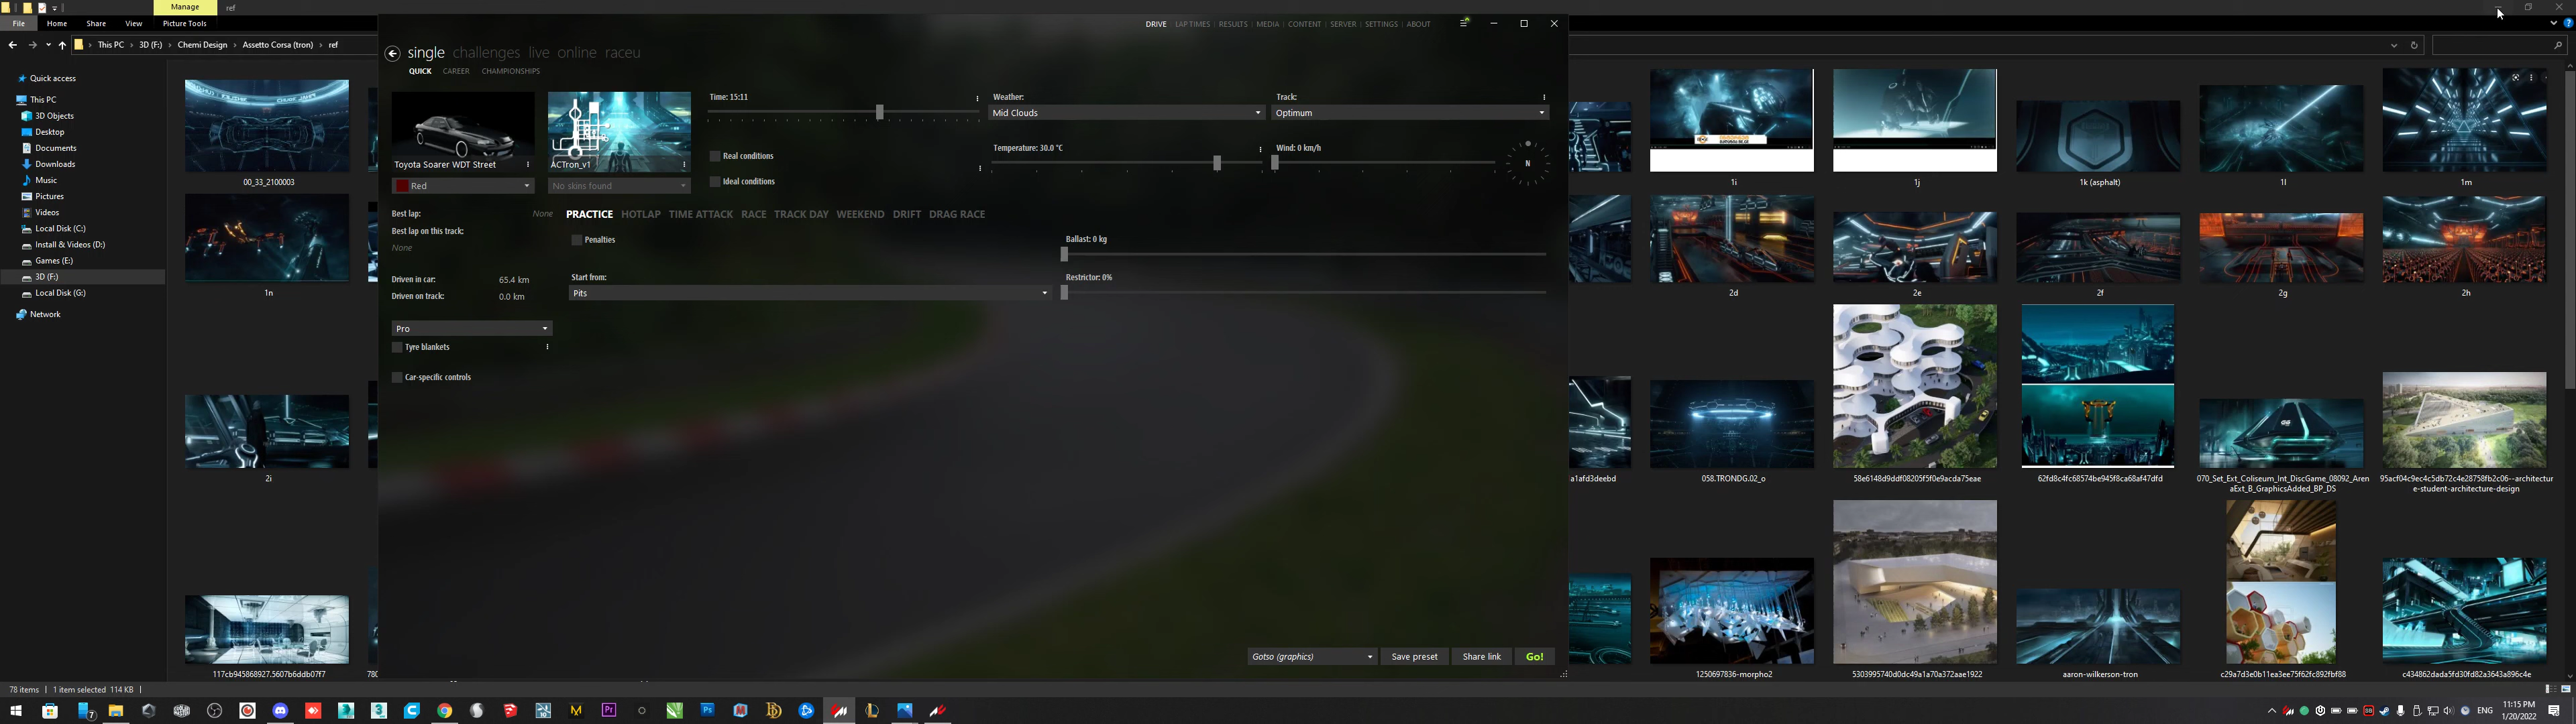 Manage
ref
File
Home
Share
View
Picture Tools
This PC
3D (F:)
Chemi Design
Assetto Corsa (tron)
ref
Quick access
This PC
3D Objects
Desktop
Documents
Downloads
Music
Pictures
Videos
Local Disk (C:)
Install & Videos (D:)
Games (E:)
3D (F:)
Local Disk (G:)
Network
00_33_2100003
1n
2i
117cb945868927.5607b6ddb07f7
780
DRIVE LAP TIMES RESULTS MEDIA CONTENT SERVER SETTINGS ABOUT
single challenges live online raceu
QUICK CAREER CHAMPIONSHIPS
Toyota Soarer WDT Street
Red
ACTron_v1
No skins found
Time: 15:11
Weather:
Mid Clouds
Track:
Optimum
Real conditions
Ideal conditions
Temperature: 30.0 °C
Wind: 0 km/h
N
Best lap: None
Best lap on this track:
None
Driven in car: 65.4 km
Driven on track: 0.0 km
Pro
Tyre blankets
Car-specific controls
PRACTICE HOTLAP TIME ATTACK RACE TRACK DAY WEEKEND DRIFT DRAG RACE
Penalties
Ballast: 0 kg
Start from:
Pits
Restrictor: 0%
Gotso (graphics)
Save preset
Share link
Go!
1i
1j
1k (asphalt)
1l
1m
2d
2e
2f
2g
2h
a1afd3deebd
058.TRONDG.02_o
58e6148d9ddf08205f5f0e9acda75eae
62fd8c4fc68574be945f8ca68af47dfd
070_Set_Ext_Coliseum_Int_DiscGame_08092_Aren
aExt_B_GraphicsAdded_BP_DS
95acf04c9ec4c5db72c4e28758fb2c06--architectur
e-student-architecture-design
1250697836-morpho2
5303995740d0dc49a1a70a372aae1922
aaron-wilkerson-tron
c29a7d3e0b11ea3ee75f62fc892fbf88
c434862dada5fd30fd82a3643a896c4e
78 items
1 item selected 114 KB
ENG
11:15 PM
1/20/2022